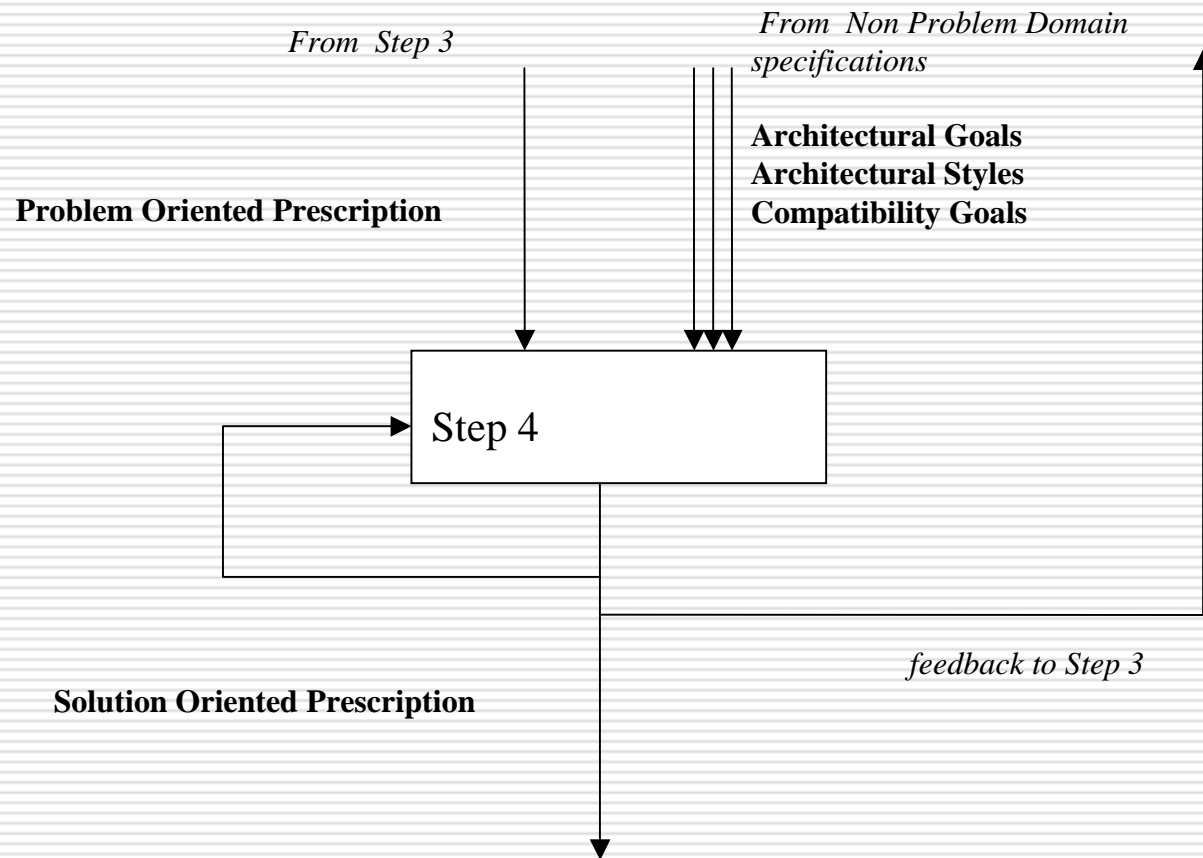 From Step 3
From Non Problem Domain
specifications
Architectural Goals
Architectural Styles
Compatibility Goals
Problem Oriented Prescription
Step 4
feedback to Step 3
Solution Oriented Prescription